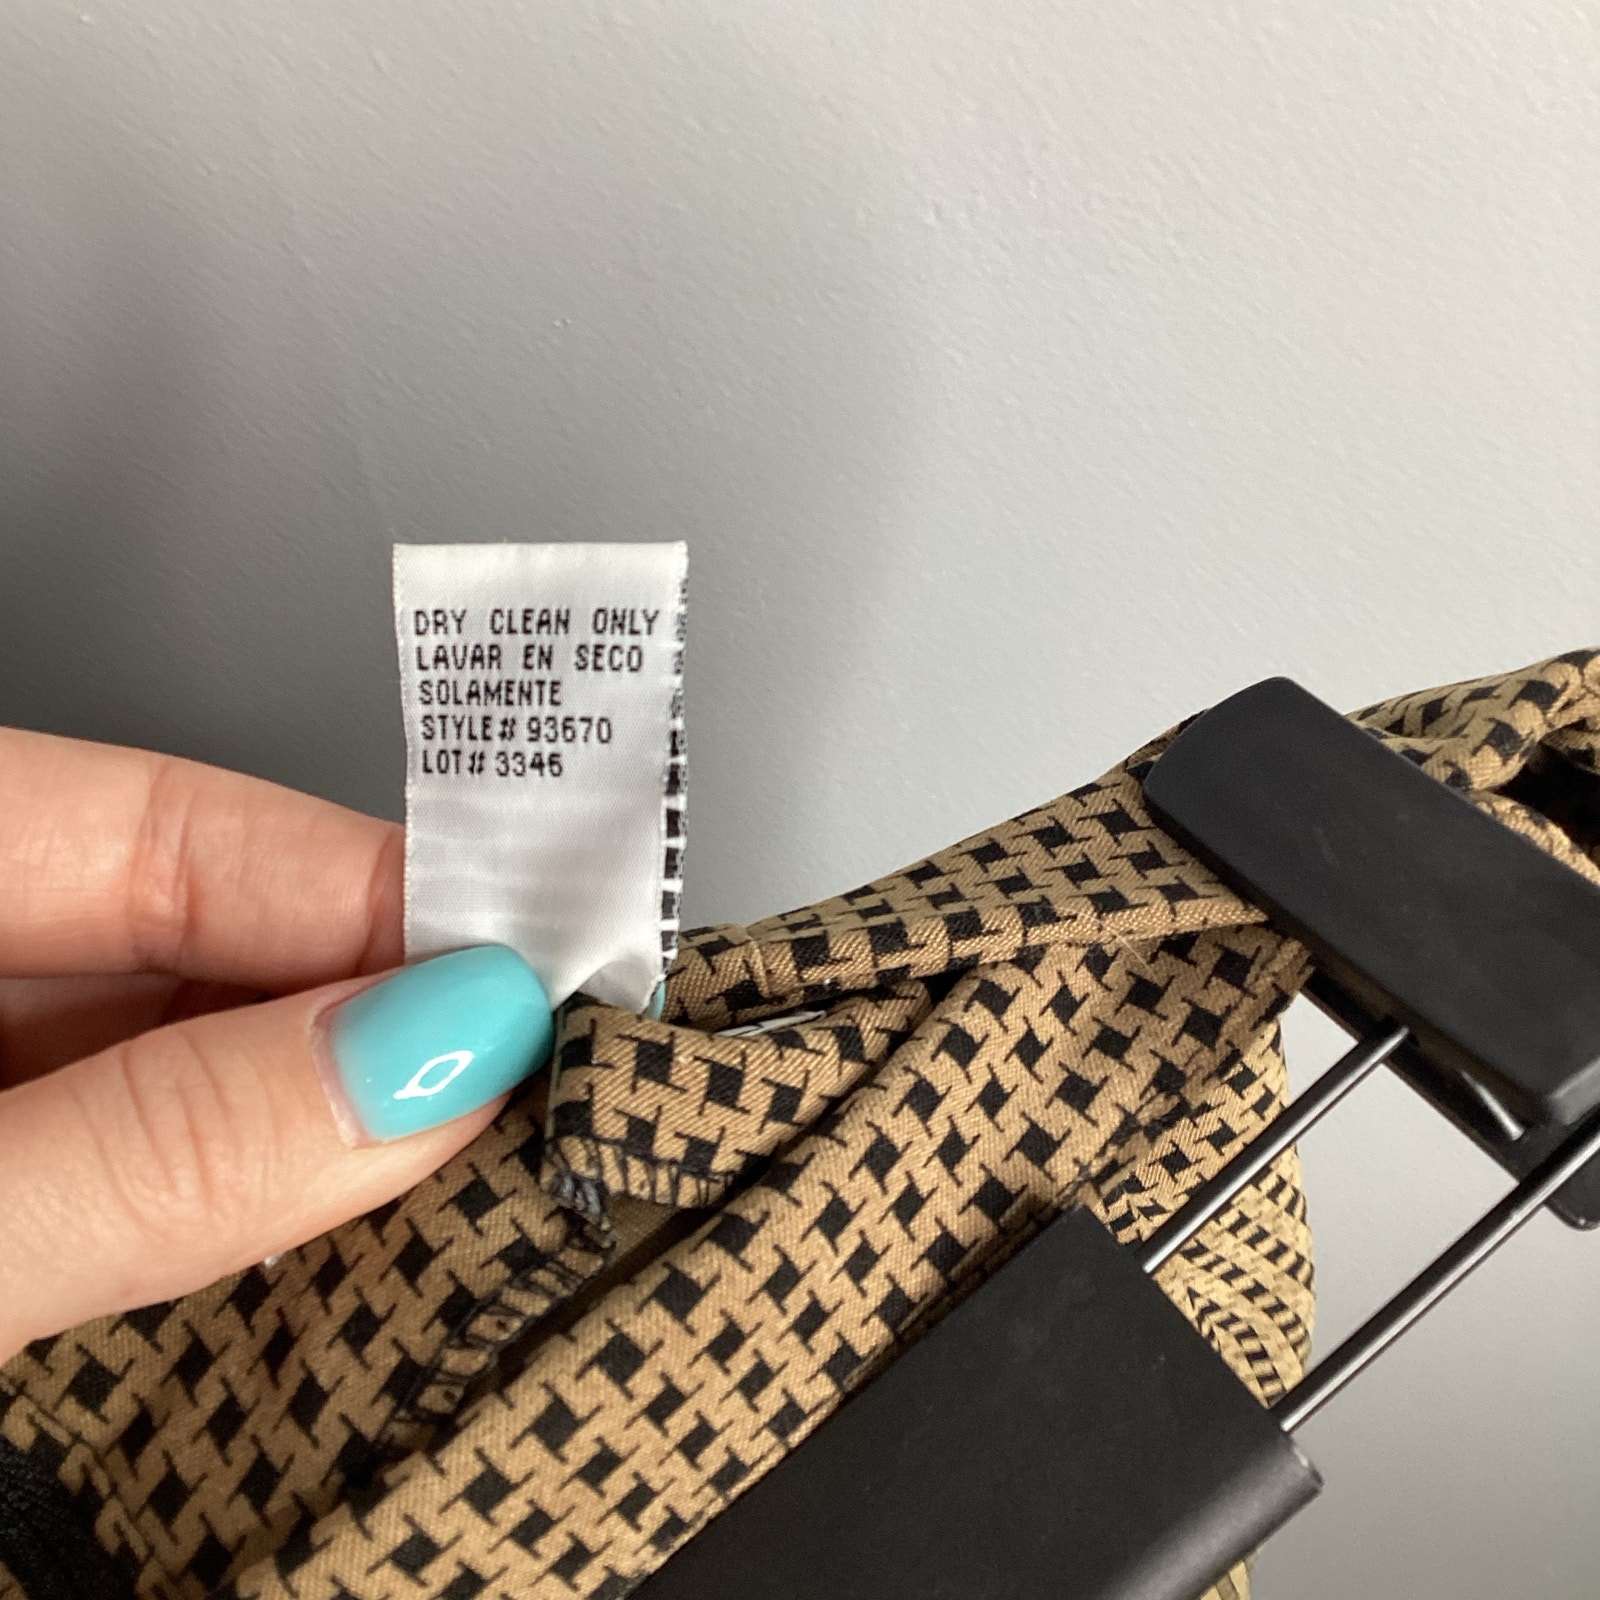 DRY CLEAN ONLY
LAVAR EN SECO
SOLAMENTE
STYLE# 93670
LOT# 3346